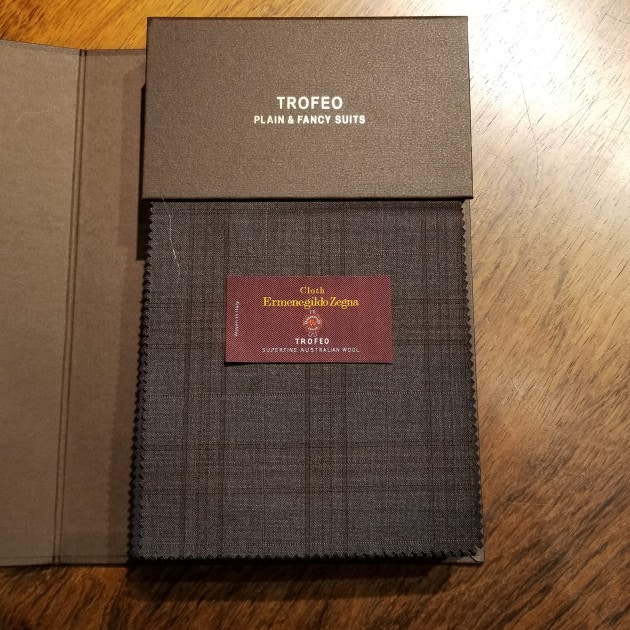 TROFEO
PLAIN & FANCY SUITS
Cloth
Ermenegildo Zegna
TROFEO
SUPERFINE AUSTRALIAN WOOL